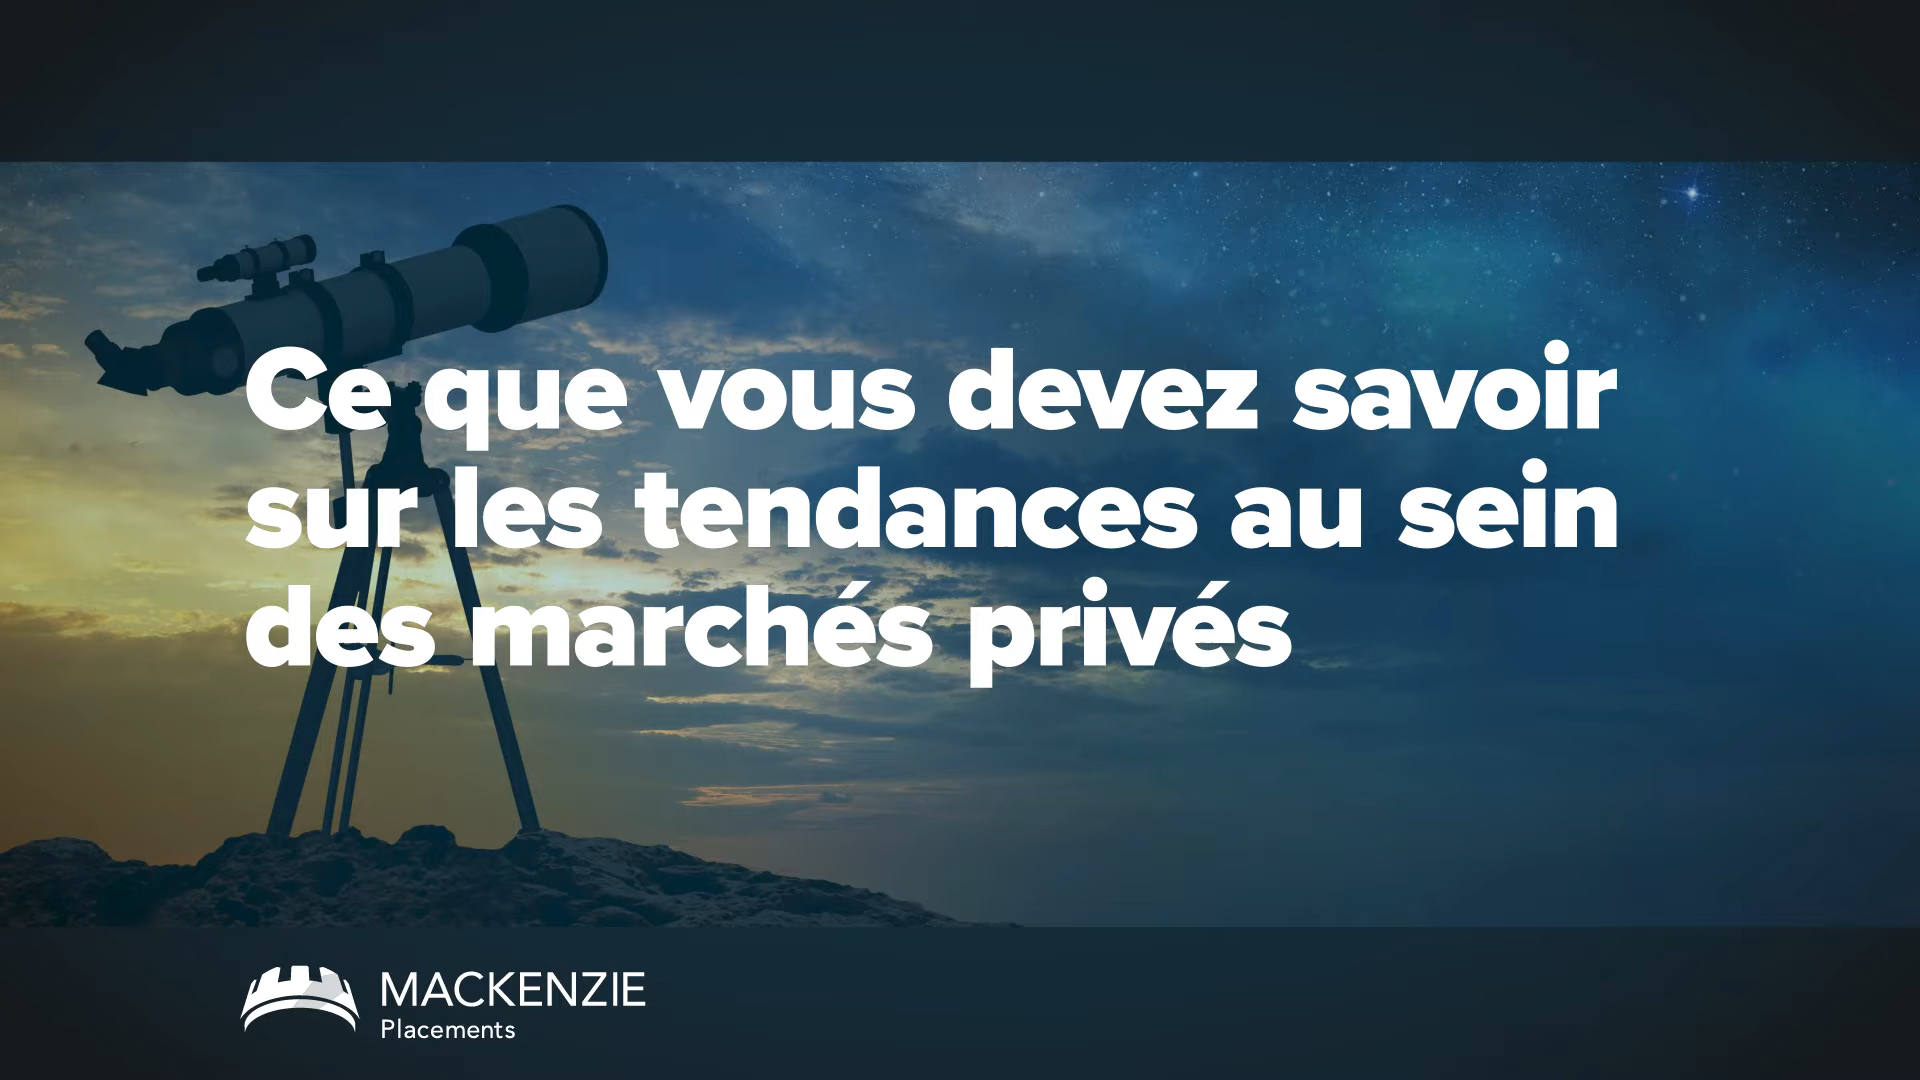 Ce que vous devez savoir
sur les tendances au sein
des marchés privés
MACKENZIE
Placements